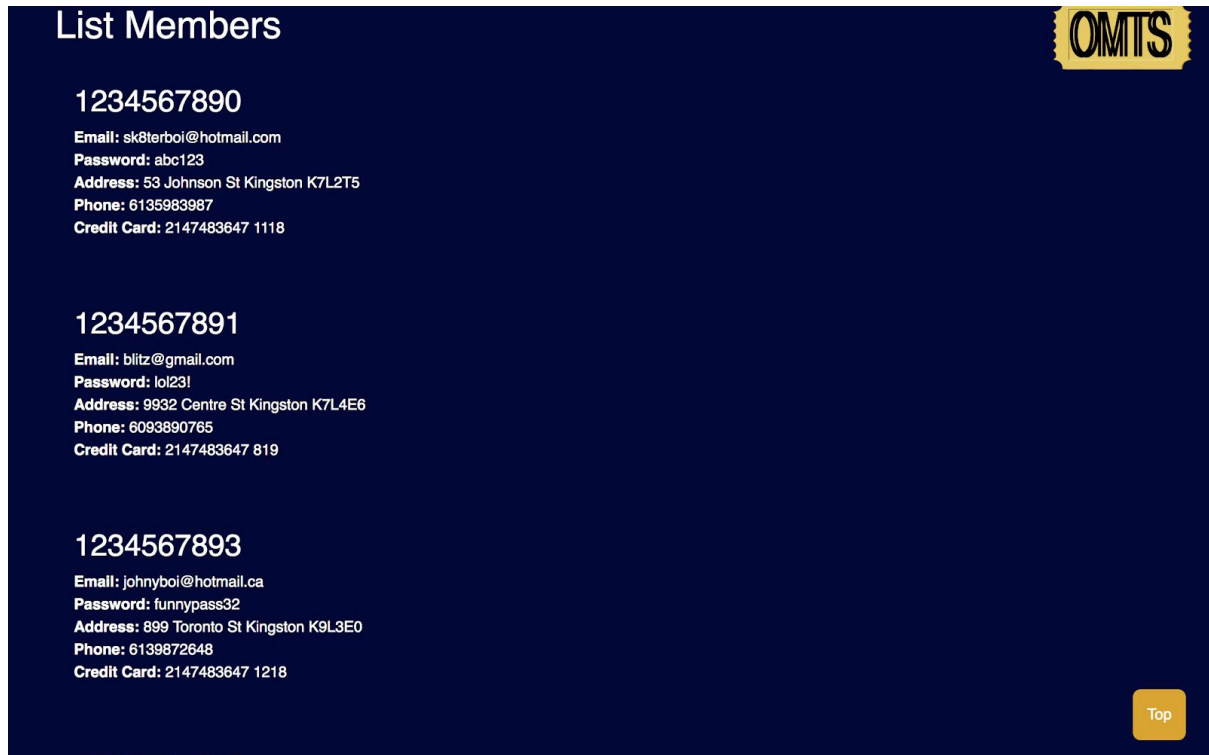 List Members
OMTS
1234567890
Email: sk8terboi@hotmail.com
Password: abc123
Address: 53 Johnson St Kingston K7L2T5
Phone: 6135983987
Credit Card: 2147483647 1118
1234567891
Email: blitz@gmail.com
Password: lol23!
Address: 9932 Centre St Kingston K7L4E6
Phone: 6093890765
Credit Card: 2147483647 819
1234567893
Email: johnyboi@hotmail.ca
Password: funnypass32
Address: 899 Toronto St Kingston K9L3E0
Phone: 6139872648
Credit Card: 2147483647 1218
Top